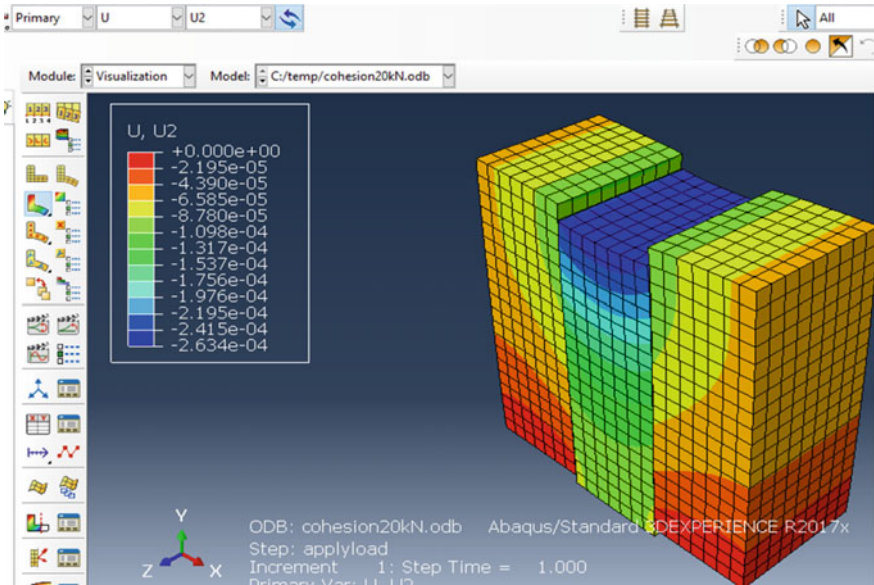 Primary U U2 All
Module: Visualization Model: C:/temp/cohesion20kN.odb
U, U2
+0.000e+00
-2.195e-05
-4.390e-05
-6.585e-05
-8.780e-05
-1.098e-04
-1.317e-04
-1.537e-04
-1.756e-04
-1.976e-04
-2.195e-04
-2.415e-04
-2.634e-04
Y
Z X
ODB: cohesion20kN.odb Abaqus/Standard 3DEXPERIENCE R2017x
Step: applyload
Increment 1: Step Time = 1.000
Primary Var: U, U2